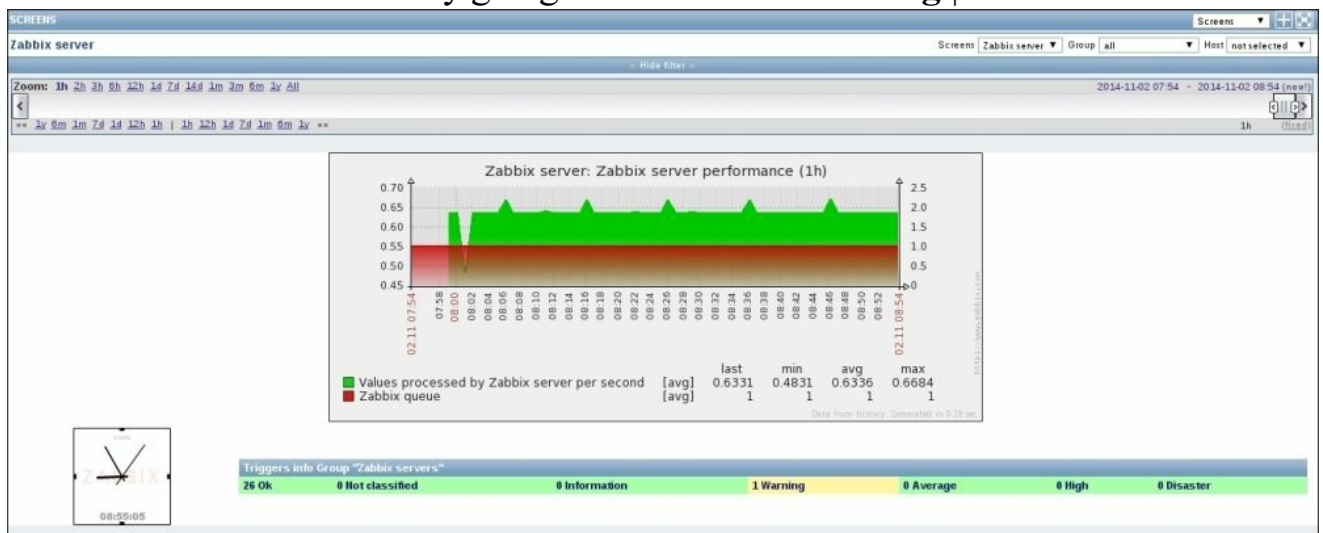 y g g g |
SCREENS Screens
Zabbix server Screens Zabbix server Group all Host not selected
« Hide filter »
Zoom: 1h 2h 3h 6h 12h 1d 7d 14d 1m 3m 6m 1y All 2014-11-02 07:54 - 2014-11-02 08:54 (now!)
«« 1y 6m 1m 7d 1d 12h 1h | 1h 12h 1d 7d 1m 6m 1y »» 1h (fixed)
Zabbix server: Zabbix server performance (1h)
0.70 2.5
0.65 2.0
0.60 1.5
0.55 1.0
0.50 0.5
0.45 0
02.11 07:54 07:58 08:00 08:02 08:04 08:06 08:08 08:10 08:12 08:14 08:16 08:18 08:20 08:22 08:24 08:26 08:28 08:30 08:32 08:34 08:36 08:38 08:40 08:42 08:44 08:46 08:48 08:50 08:52 02.11 08:54
http://www.zabbix.com
last min avg max
Values processed by Zabbix server per second [avg] 0.6331 0.4831 0.6336 0.6684
Zabbix queue [avg] 1 1 1 1
Data from history. Generated in 0.19 sec
LOCAL
ZABBIX
08:55:05
Triggers info Group "Zabbix servers"
26 Ok 0 Not classified 0 Information 1 Warning 0 Average 0 High 0 Disaster